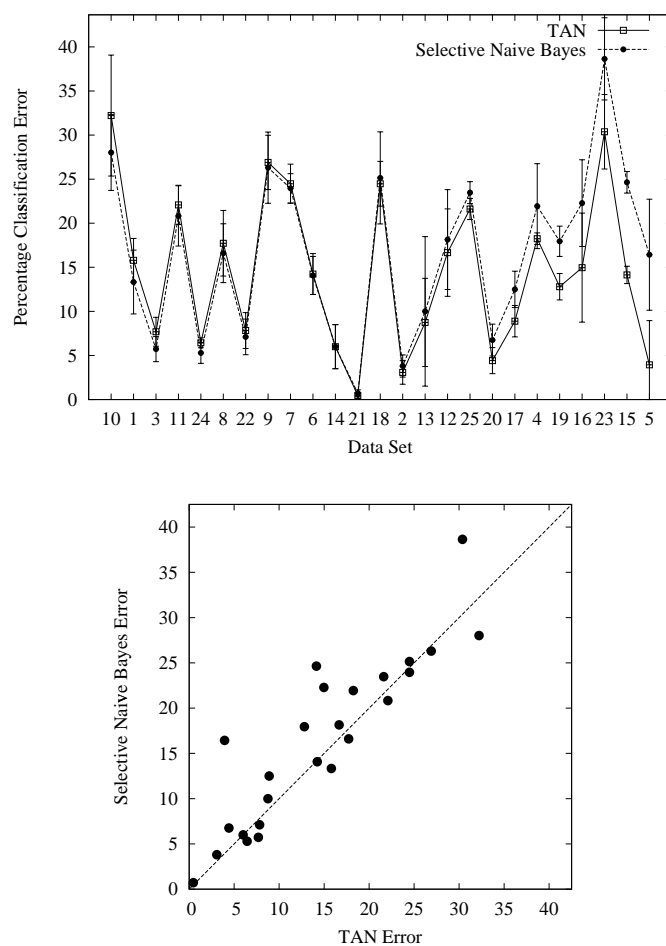 TAN
Selective Naive Bayes
Percentage Classification Error
40
35
30
25
20
15
10
5
0
10 1 3 11 24 8 22 9 7 6 14 21 18 2 13 12 25 20 17 4 19 16 23 15 5
Data Set
Selective Naive Bayes Error
40
35
30
25
20
15
10
5
0
0 5 10 15 20 25 30 35 40
TAN Error